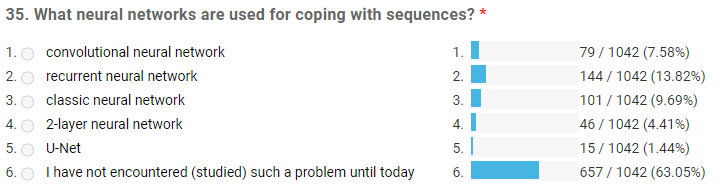 35. What neural networks are used for coping with sequences? *
1. convolutional neural network 1. 79 / 1042 (7.58%)
2. recurrent neural network 2. 144 / 1042 (13.82%)
3. classic neural network 3. 101 / 1042 (9.69%)
4. 2-layer neural network 4. 46 / 1042 (4.41%)
5. U-Net 5. 15 / 1042 (1.44%)
6. I have not encountered (studied) such a problem until today 6. 657 / 1042 (63.05%)